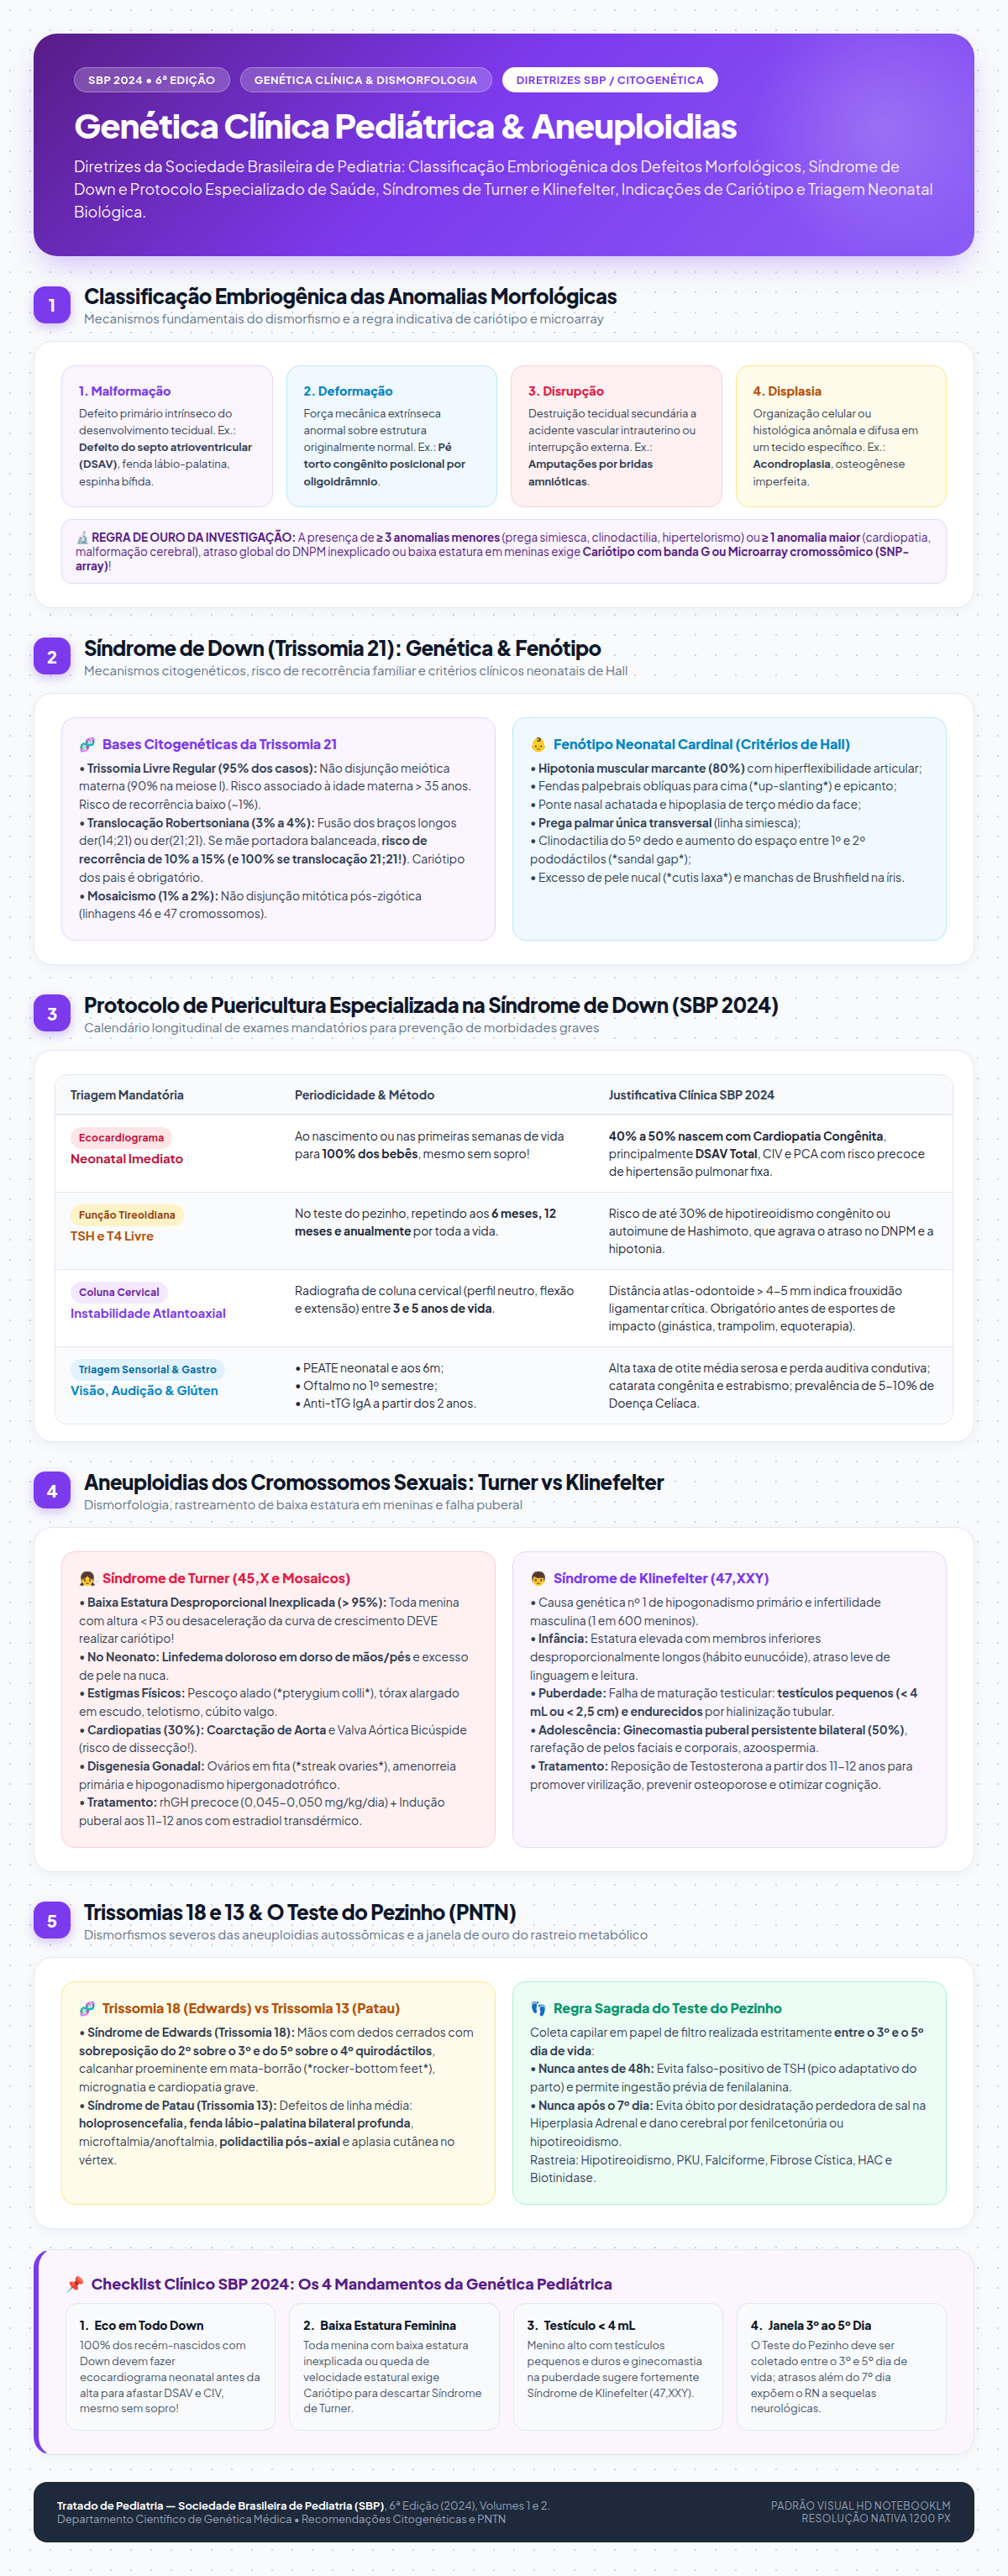 SBP 2024 • 6ª EDIÇÃO
GENÉTICA CLÍNICA & DISMORFOLOGIA
DIRETRIZES SBP / CITOGENÉTICA
Genética Clínica Pediátrica & Aneuploidias
Diretrizes da Sociedade Brasileira de Pediatria: Classificação Embriogênica dos Defeitos Morfológicos, Síndrome de
Down e Protocolo Especializado de Saúde, Síndromes de Turner e Klinefelter, Indicações de Cariótipo e Triagem Neonatal
Biológica.
1
Classificação Embriogênica das Anomalias Morfológicas
Mecanismos fundamentais do dismorfismo e a regra indicativa de cariótipo e microarray
1. Malformação
Defeito primário intrínseco do
desenvolvimento tecidual. Ex.:
Defeito do septo atrioventricular
(DSAV), fenda lábio-palatina,
espinha bífida.
2. Deformação
Força mecânica extrínseca
anormal sobre estrutura
originalmente normal. Ex.: Pé
torto congênito posicional por
oligoidrâmnio.
3. Disrupção
Destruição tecidual secundária a
acidente vascular intrauterino ou
interrupção externa. Ex.:
Amputações por bridas
amnióticas.
4. Displasia
Organização celular ou
histológica anômala e difusa em
um tecido específico. Ex.:
Acondroplasia, osteogênese
imperfeita.
🔬 REGRA DE OURO DA INVESTIGAÇÃO: A presença de ≥ 3 anomalias menores (prega simiesca, clinodactilia, hipertelorismo) ou ≥ 1 anomalia maior (cardiopatia,
malformação cerebral), atraso global do DNPM inexplicado ou baixa estatura em meninas exige Cariótipo com banda G ou Microarray cromossômico (SNP-
array)!
2
Síndrome de Down (Trissomia 21): Genética & Fenótipo
Mecanismos citogenéticos, risco de recorrência familiar e critérios clínicos neonatais de Hall
🧬 Bases Citogenéticas da Trissomia 21
• Trissomia Livre Regular (95% dos casos): Não disjunção meiótica
materna (90% na meiose I). Risco associado à idade materna > 35 anos.
Risco de recorrência baixo (~1%).
• Translocação Robertsoniana (3% a 4%): Fusão dos braços longos
der(14;21) ou der(21;21). Se mãe portadora balanceada, risco de
recorrência de 10% a 15% (e 100% se translocação 21;21!). Cariótipo
dos pais é obrigatório.
• Mosaicismo (1% a 2%): Não disjunção mitótica pós-zigótica
(linhagens 46 e 47 cromossomos).
👶 Fenótipo Neonatal Cardinal (Critérios de Hall)
• Hipotonia muscular marcante (80%) com hiperflexibilidade articular;
• Fendas palpebrais oblíquas para cima (*up-slanting*) e epicanto;
• Ponte nasal achatada e hipoplasia de terço médio da face;
• Prega palmar única transversal (linha simiesca);
• Clinodactilia do 5º dedo e aumento do espaço entre 1º e 2º
pododáctilos (*sandal gap*);
• Excesso de pele nucal (*cutis laxa*) e manchas de Brushfield na íris.
3
Protocolo de Puericultura Especializada na Síndrome de Down (SBP 2024)
Calendário longitudinal de exames mandatórios para prevenção de morbidades graves
Triagem Mandatória
Periodicidade & Método
Justificativa Clínica SBP 2024
Ecocardiograma
Neonatal Imediato
Ao nascimento ou nas primeiras semanas de vida
para 100% dos bebês, mesmo sem sopro!
40% a 50% nascem com Cardiopatia Congênita,
principalmente DSAV Total, CIV e PCA com risco precoce
de hipertensão pulmonar fixa.
Função Tireoidiana
TSH e T4 Livre
No teste do pezinho, repetindo aos 6 meses, 12
meses e anualmente por toda a vida.
Risco de até 30% de hipotireoidismo congênito ou
autoimune de Hashimoto, que agrava o atraso no DNPM e a
hipotonia.
Coluna Cervical
Instabilidade Atlantoaxial
Radiografia de coluna cervical (perfil neutro, flexão
e extensão) entre 3 e 5 anos de vida.
Distância atlas-odontoide > 4–5 mm indica frouxidão
ligamentar crítica. Obrigatório antes de esportes de
impacto (ginástica, trampolim, equoterapia).
Triagem Sensorial & Gastro
Visão, Audição & Glúten
• PEATE neonatal e aos 6m;
• Oftalmo no 1º semestre;
• Anti-tTG IgA a partir dos 2 anos.
Alta taxa de otite média serosa e perda auditiva condutiva;
catarata congênita e estrabismo; prevalência de 5–10% de
Doença Celíaca.
4
Aneuploidias dos Cromossomos Sexuais: Turner vs Klinefelter
Dismorfologia, rastreamento de baixa estatura em meninas e falha puberal
👧 Síndrome de Turner (45,X e Mosaicos)
• Baixa Estatura Desproporcional Inexplicada (> 95%): Toda menina
com altura < P3 ou desaceleração da curva de crescimento DEVE
realizar cariótipo!
• No Neonato: Linfedema doloroso em dorso de mãos/pés e excesso
de pele na nuca.
• Estigmas Físicos: Pescoço alado (*pterygium colli*), tórax alargado
em escudo, telotismo, cúbito valgo.
• Cardiopatias (30%): Coarctação de Aorta e Valva Aórtica Bicúspide
(risco de dissecção!).
• Disgenesia Gonadal: Ovários em fita (*streak ovaries*), amenorreia
primária e hipogonadismo hipergonadotrófico.
• Tratamento: rhGH precoce (0,045–0,050 mg/kg/dia) + Indução
puberal aos 11–12 anos com estradiol transdérmico.
👦 Síndrome de Klinefelter (47,XXY)
• Causa genética nº 1 de hipogonadismo primário e infertilidade
masculina (1 em 600 meninos).
• Infância: Estatura elevada com membros inferiores
desproporcionalmente longos (hábito eunucóide), atraso leve de
linguagem e leitura.
• Puberdade: Falha de maturação testicular: testículos pequenos (< 4
mL ou < 2,5 cm) e endurecidos por hialinização tubular.
• Adolescência: Ginecomastia puberal persistente bilateral (50%),
rarefação de pelos faciais e corporais, azoospermia.
• Tratamento: Reposição de Testosterona a partir dos 11–12 anos para
promover virilização, prevenir osteoporose e otimizar cognição.
5
Trissomias 18 e 13 & O Teste do Pezinho (PNTN)
Dismorfismos severos das aneuploidias autossômicas e a janela de ouro do rastreio metabólico
🧬 Trissomia 18 (Edwards) vs Trissomia 13 (Patau)
• Síndrome de Edwards (Trissomia 18): Mãos com dedos cerrados com
sobreposição do 2º sobre o 3º e do 5º sobre o 4º quirodáctilos,
calcanhar proeminente em mata-borrão (*rocker-bottom feet*),
micrognatia e cardiopatia grave.
• Síndrome de Patau (Trissomia 13): Defeitos de linha média:
holoprosencefalia, fenda lábio-palatina bilateral profunda,
microftalmia/anoftalmia, polidactilia pós-axial e aplasia cutânea no
vértex.
👣 Regra Sagrada do Teste do Pezinho
Coleta capilar em papel de filtro realizada estritamente entre o 3º e o 5º
dia de vida:
• Nunca antes de 48h: Evita falso-positivo de TSH (pico adaptativo do
parto) e permite ingestão prévia de fenilalanina.
• Nunca após o 7º dia: Evita óbito por desidratação perdedora de sal na
Hiperplasia Adrenal e dano cerebral por fenilcetonúria ou
hipotireoidismo.
Rastreia: Hipotireoidismo, PKU, Falciforme, Fibrose Cística, HAC e
Biotinidase.
📌 Checklist Clínico SBP 2024: Os 4 Mandamentos da Genética Pediátrica
1. Eco em Todo Down
100% dos recém-nascidos com
Down devem fazer
ecocardiograma neonatal antes da
alta para afastar DSAV e CIV,
mesmo sem sopro!
2. Baixa Estatura Feminina
Toda menina com baixa estatura
inexplicada ou queda de
velocidade estatural exige
Cariótipo para descartar Síndrome
de Turner.
3. Testículo < 4 mL
Menino alto com testículos
pequenos e duros e ginecomastia
na puberdade sugere fortemente
Síndrome de Klinefelter (47,XXY).
4. Janela 3º ao 5º Dia
O Teste do Pezinho deve ser
coletado entre o 3º e 5º dia de
vida; atrasos além do 7º dia
expõem o RN a sequelas
neurológicas.
Tratado de Pediatria — Sociedade Brasileira de Pediatria (SBP), 6ª Edição (2024), Volumes 1 e 2.
Departamento Científico de Genética Médica • Recomendações Citogenéticas e PNTN
PADRÃO VISUAL HD NOTEBOOKLM
RESOLUÇÃO NATIVA 1200 PX